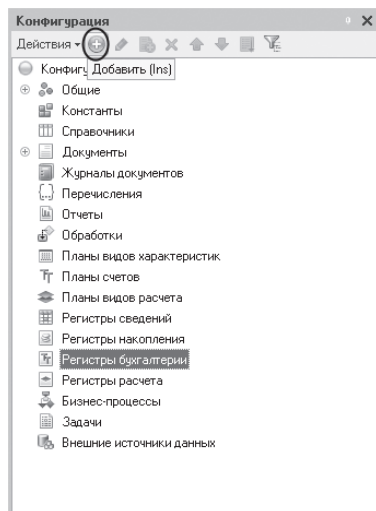 Конфигурация
Действия
Конфигу Добавить (Ins)
Общие
Константы
Справочники
Документы
Журналы документов
Перечисления
Отчеты
Обработки
Планы видов характеристик
Планы счетов
Планы видов расчета
Регистры сведений
Регистры накопления
Регистры бухгалтерии
Регистры расчета
Бизнес-процессы
Задачи
Внешние источники данных